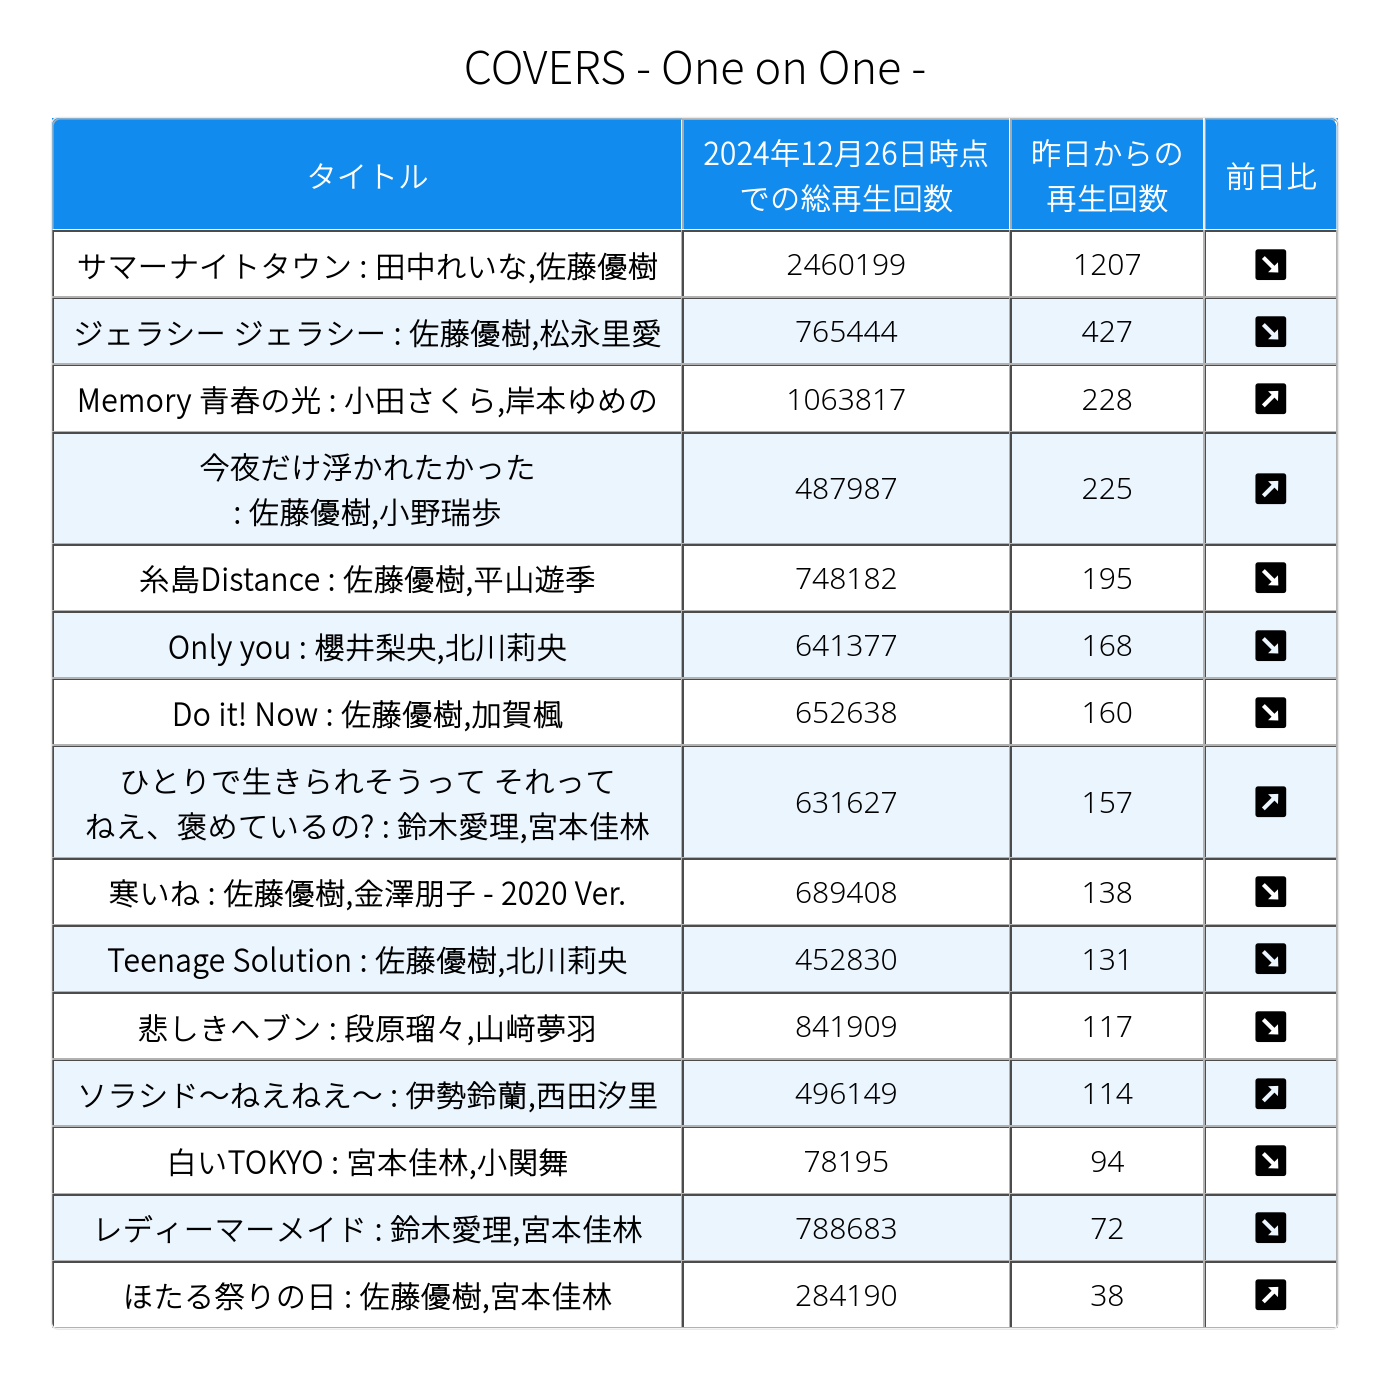 COVERS - One on One -
タイトル
2024年12月26日時点
での総再生回数
昨日からの
再生回数
前日比
サマーナイトタウン : 田中れいな,佐藤優樹 2460199 1207
ジェラシー ジェラシー : 佐藤優樹,松永里愛 765444 427
Memory 青春の光 : 小田さくら,岸本ゆめの 1063817 228
今夜だけ浮かれたかった
: 佐藤優樹,小野瑞歩 487987 225
糸島Distance : 佐藤優樹,平山遊季 748182 195
Only you : 櫻井梨央,北川莉央 641377 168
Do it! Now : 佐藤優樹,加賀楓 652638 160
ひとりで生きられそうって それって
ねえ、褒めているの? : 鈴木愛理,宮本佳林 631627 157
寒いね : 佐藤優樹,金澤朋子 - 2020 Ver. 689408 138
Teenage Solution : 佐藤優樹,北川莉央 452830 131
悲しきヘブン : 段原瑠々,山﨑夢羽 841909 117
ソラシド〜ねえねえ〜 : 伊勢鈴蘭,西田汐里 496149 114
白いTOKYO : 宮本佳林,小関舞 78195 94
レディーマーメイド : 鈴木愛理,宮本佳林 788683 72
ほたる祭りの日 : 佐藤優樹,宮本佳林 284190 38